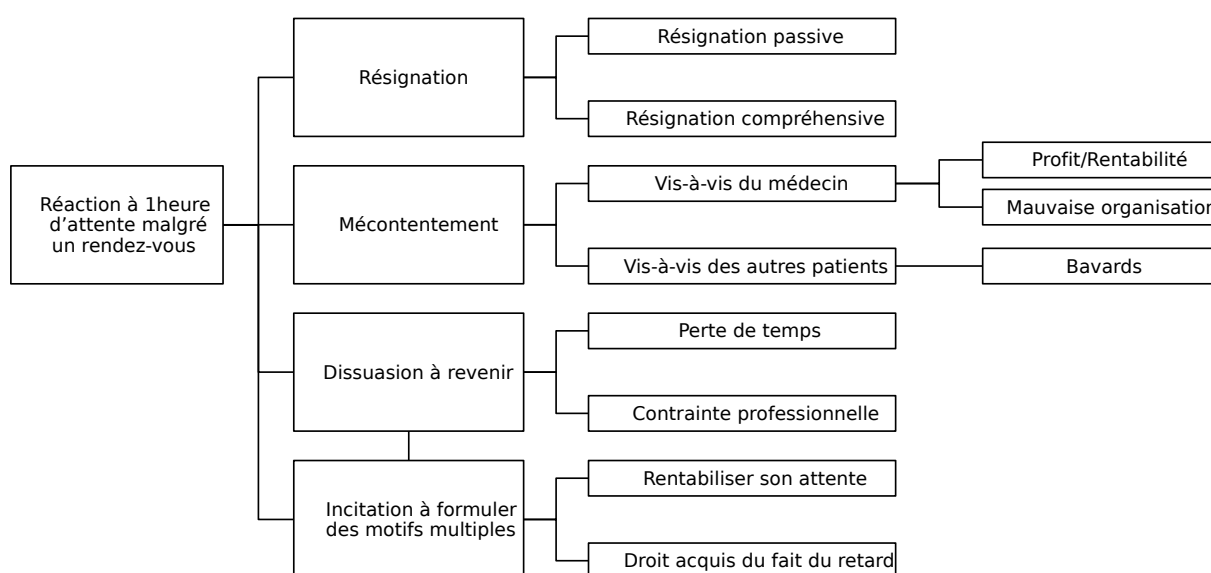 Réaction à 1heure
d’attente malgré
un rendez-vous
Résignation
Résignation passive
Résignation compréhensive
Mécontentement
Vis-à-vis du médecin
Profit/Rentabilité
Mauvaise organisation
Vis-à-vis des autres patients
Bavards
Dissuasion à revenir
Perte de temps
Contrainte professionnelle
Incitation à formuler
des motifs multiples
Rentabiliser son attente
Droit acquis du fait du retard